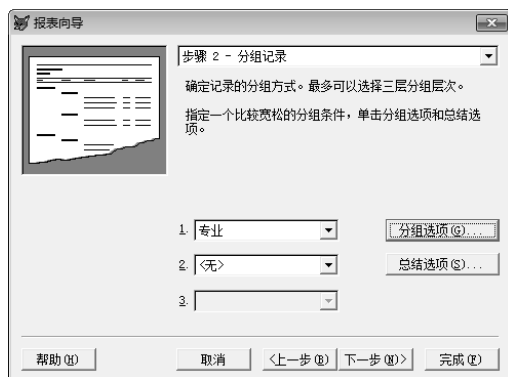 报表向导
步骤 2 - 分组记录
确定记录的分组方式。最多可以选择三层分组层次。
指定一个比较宽松的分组条件，单击分组选项和总结选
项。
1. 专业 分组选项(G)...
2. <无> 总结选项(S)...
3.
帮助(H) 取消 <上一步(B) 下一步(N)> 完成(F)